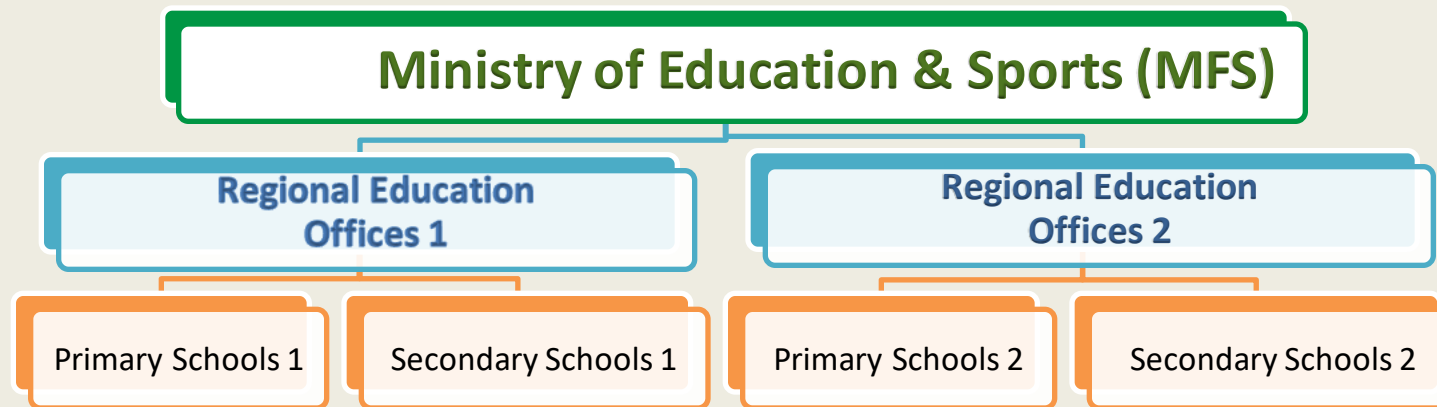 Ministry of Education & Sports (MFS)
Regional Education
Offices 1
Regional Education
Offices 2
Primary Schools 1
Secondary Schools 1
Primary Schools 2
Secondary Schools 2